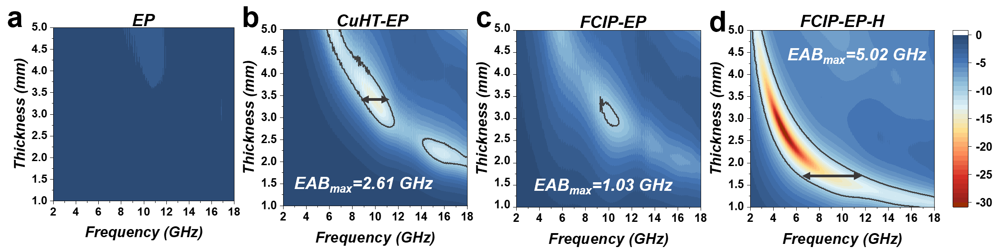 a
EP
5.0
4.5
4.0
3.5
3.0
2.5
2.0
1.5
1.0
Thickness (mm)
2 4 6 8 10 12 14 16 18
Frequency (GHz)
b
CuHT-EP
5.0
4.5
4.0
3.5
3.0
2.5
2.0
1.5
1.0
Thickness (mm)
EABmax=2.61 GHz
2 4 6 8 10 12 14 16 18
Frequency (GHz)
c
FCIP-EP
5.0
4.5
4.0
3.5
3.0
2.5
2.0
1.5
1.0
Thickness (mm)
EABmax=1.03 GHz
2 4 6 8 10 12 14 16 18
Frequency (GHz)
d
FCIP-EP-H
5.0
4.5
4.0
3.5
3.0
2.5
2.0
1.5
1.0
Thickness (mm)
EABmax=5.02 GHz
2 4 6 8 10 12 14 16 18
Frequency (GHz)
0
-5
-10
-15
-20
-25
-30